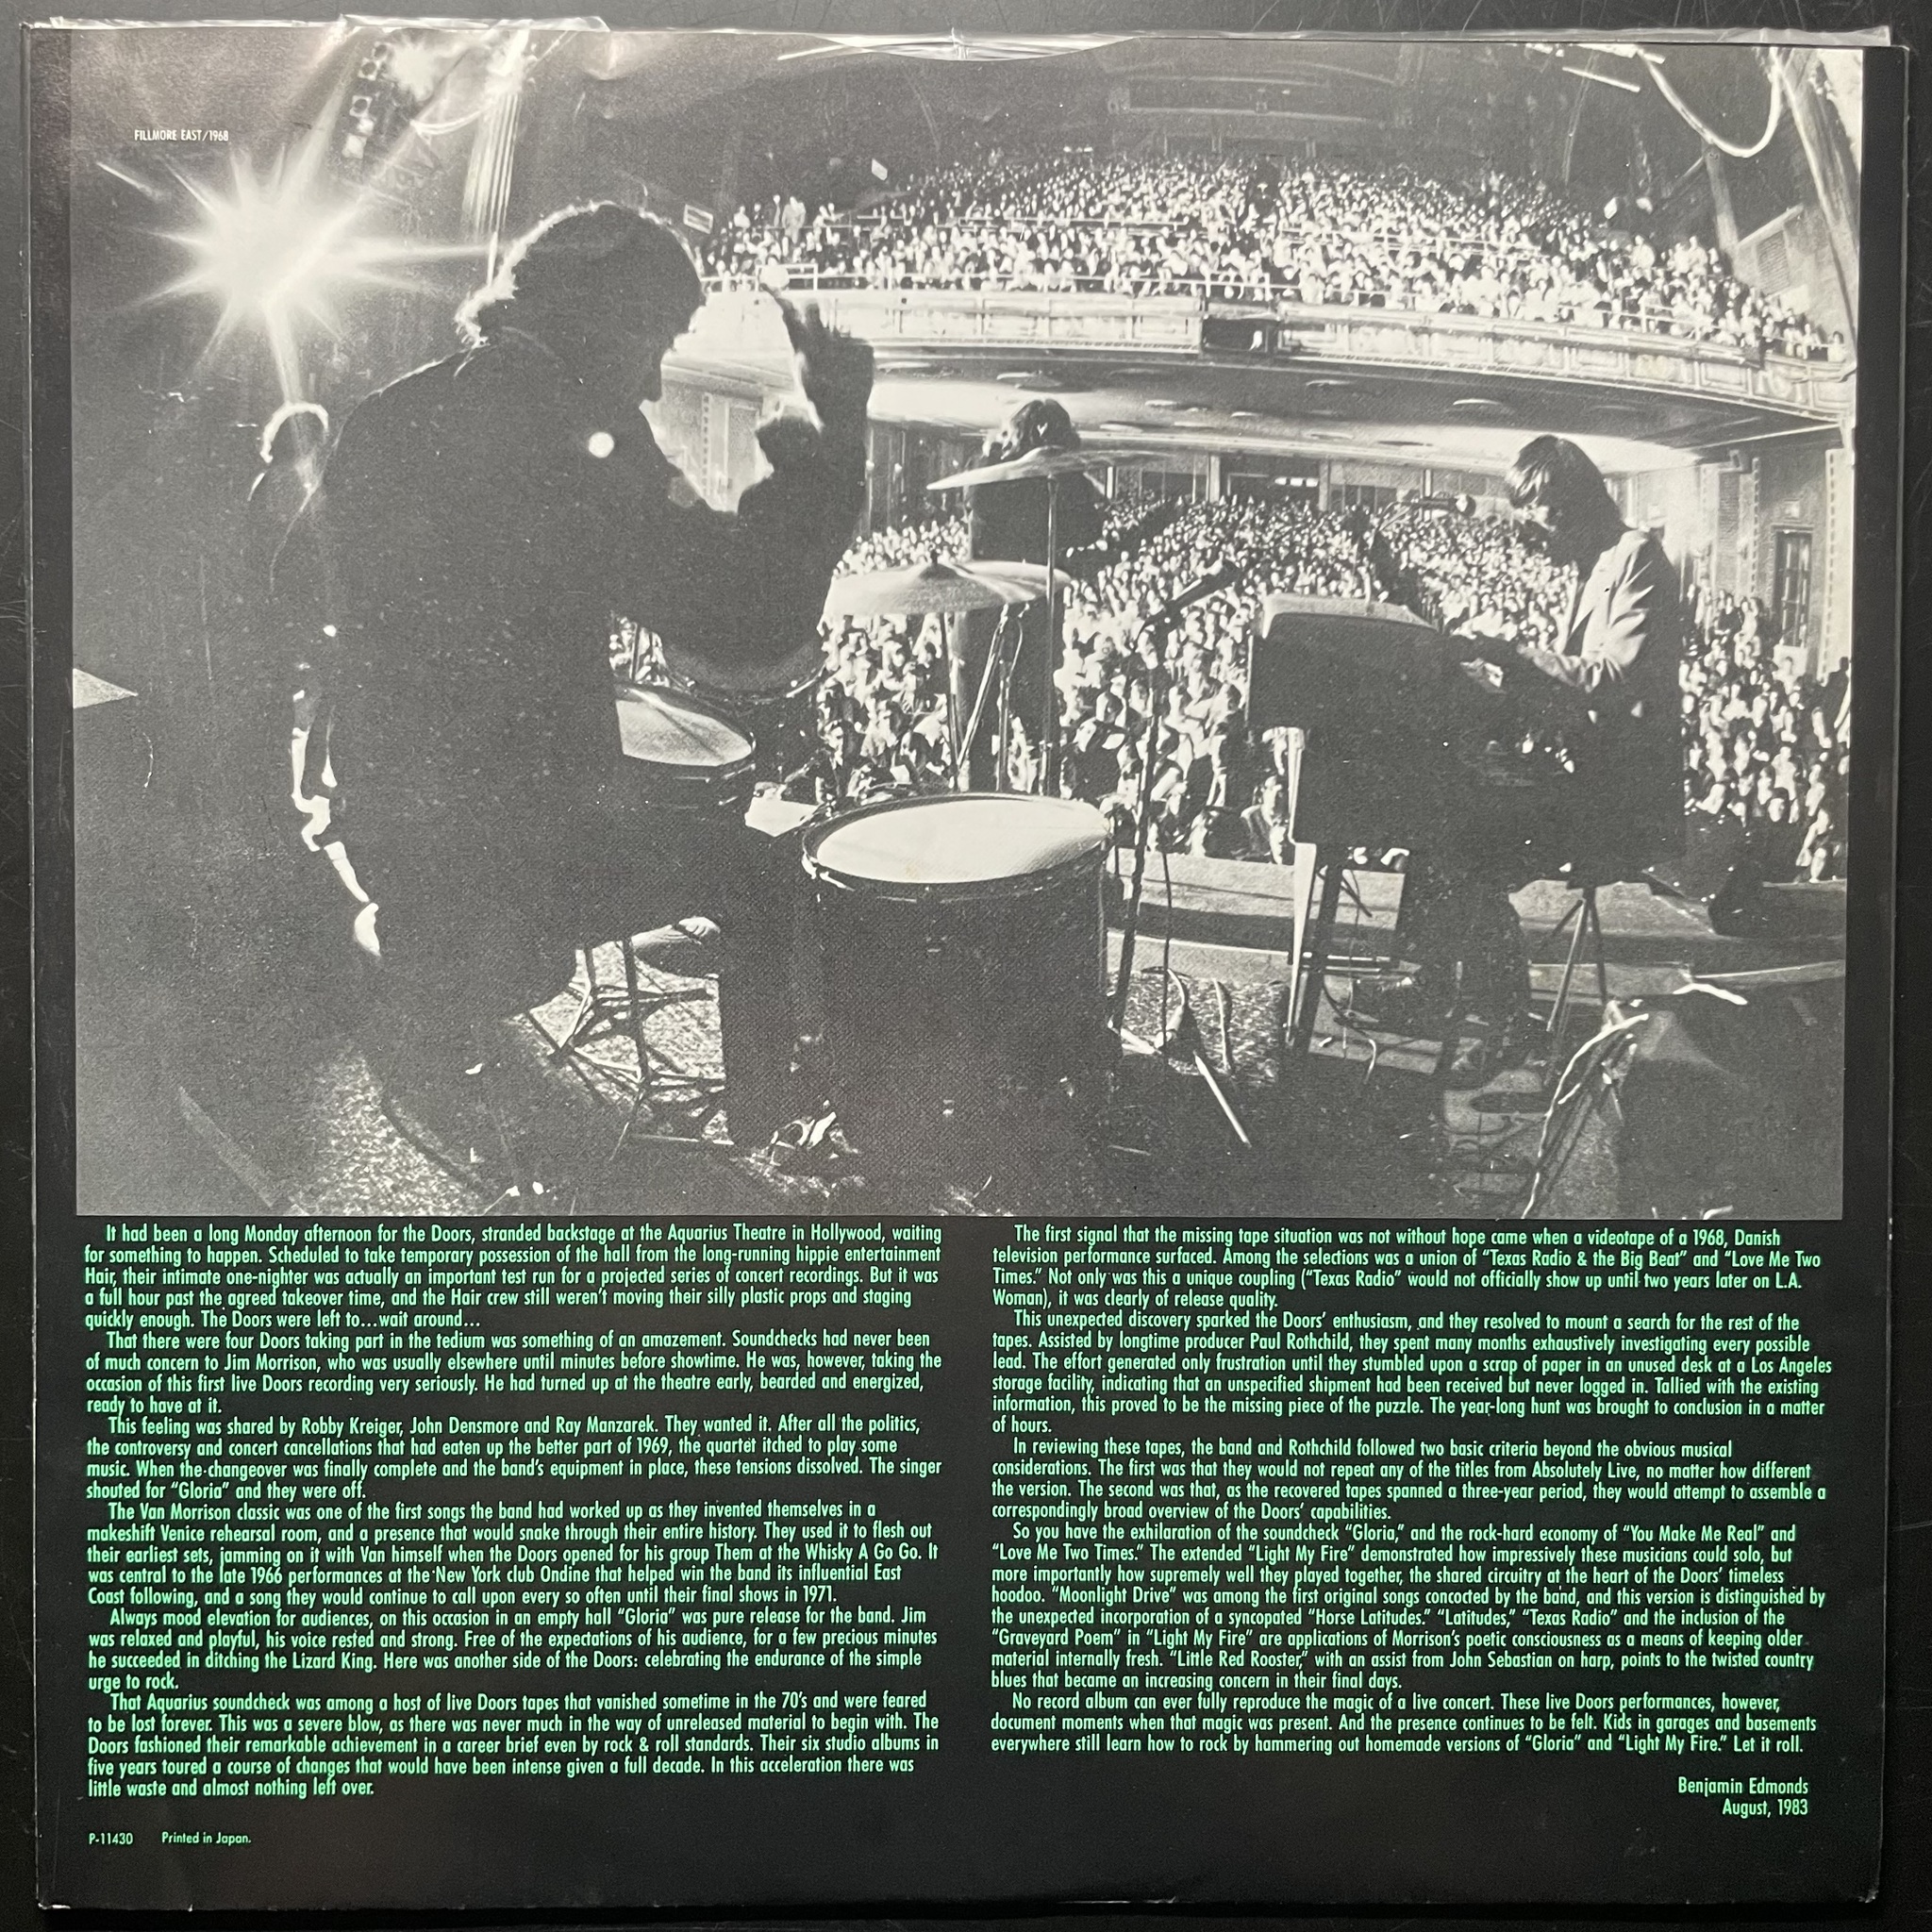 FILLMORE EAST/1968
It had been a long Monday afternoon for the Doors, stranded backstage at the Aquarius Theatre in Hollywood, waiting
for something to happen. Scheduled to take temporary possession of the hall from the long-running hippie entertainment
Hair, their intimate one-nighter was actually an important test run for a projected series of concert recordings. But it was
a full hour past the agreed takeover time, and the Hair crew still weren't moving their silly plastic props and staging
quickly enough. The Doors were left to...wait around...
That there were four Doors taking part in the tedium was something of an amazement. Soundchecks had never been
of much concern to Jim Morrison, who was usually elsewhere until minutes before showtime. He was, however, taking the
occasion of this first live Doors recording very seriously. He had turned up at the theatre early, bearded and energized,
ready to have at it.
This feeling was shared by Robby Kreiger, John Densmore and Ray Manzarek. They wanted it. After all the politics,
the controversy and concert cancellations that had eaten up the better part of 1969, the quartet itched to play some
music. When the changeover was finally complete and the band's equipment in place, these tensions dissolved. The singer
shouted for "Gloria" and they were off.
The Van Morrison classic was one of the first songs the band had worked up as they invented themselves in a
makeshift Venice rehearsal room, and a presence that would snake through their entire history. They used it to flesh out
their earliest sets, jamming on it with Van himself when the Doors opened for his group Them at the Whisky A Go Go. It
was central to the late 1966 performances at the New York club Ondine that helped win the band its influential East
Coast following, and a song they would continue to call upon every so often until their final shows in 1971.
Always mood elevation for audiences, on this occasion in an empty hall "Gloria" was pure release for the band. Jim
was relaxed and playful, his voice rested and strong. Free of the expectations of his audience, for a few precious minutes
he succeeded in ditching the Lizard King. Here was another side of the Doors: celebrating the endurance of the simple
urge to rock.
That Aquarius soundcheck was among a host of live Doors tapes that vanished sometime in the 70's and were feared
to be lost forever. This was a severe blow, as there was never much in the way of unreleased material to begin with. The
Doors fashioned their remarkable achievement in a career brief even by rock & roll standards. Their six studio albums in
five years toured a course of changes that would have been intense given a full decade. In this acceleration there was
little waste and almost nothing left over.
P-11430 Printed in Japan.
The first signal that the missing tape situation was not without hope came when a videotape of a 1968, Danish
television performance surfaced. Among the selections was a union of "Texas Radio & the Big Beat" and "Love Me Two
Times." Not only was this a unique coupling ("Texas Radio" would not officially show up until two years later on L.A.
Woman), it was clearly of release quality.
This unexpected discovery sparked the Doors' enthusiasm, and they resolved to mount a search for the rest of the
tapes. Assisted by longtime producer Paul Rothchild, they spent many months exhaustively investigating every possible
lead. The effort generated only frustration until they stumbled upon a scrap of paper in an unused desk at a Los Angeles
storage facility, indicating that an unspecified shipment had been received but never logged in. Tallied with the existing
information, this proved to be the missing piece of the puzzle. The year-long hunt was brought to conclusion in a matter
of hours.
In reviewing these tapes, the band and Rothchild followed two basic criteria beyond the obvious musical
considerations. The first was that they would not repeat any of the titles from Absolutely Live, no matter how different
the version. The second was that, as the recovered tapes spanned a three-year period, they would attempt to assemble a
correspondingly broad overview of the Doors' capabilities.
So you have the exhilaration of the soundcheck "Gloria," and the rock-hard economy of "You Make Me Real" and
"Love Me Two Times." The extended "Light My Fire" demonstrated how impressively these musicians could solo, but
more importantly how supremely well they played together, the shared circuitry at the heart of the Doors' timeless
hoodoo. "Moonlight Drive" was among the first original songs concocted by the band, and this version is distinguished by
the unexpected incorporation of a syncopated "Horse Latitudes." "Latitudes," "Texas Radio" and the inclusion of the
"Graveyard Poem" in "Light My Fire" are applications of Morrison's poetic consciousness as a means of keeping older
material internally fresh. "Little Red Rooster," with an assist from John Sebastian on harp, points to the twisted country
blues that became an increasing concern in their final days.
No record album can ever fully reproduce the magic of a live concert. These live Doors performances, however,
document moments when that magic was present. And the presence continues to be felt. Kids in garages and basements
everywhere still learn how to rock by hammering out homemade versions of "Gloria" and "Light My Fire." Let it roll.
Benjamin Edmonds
August, 1983